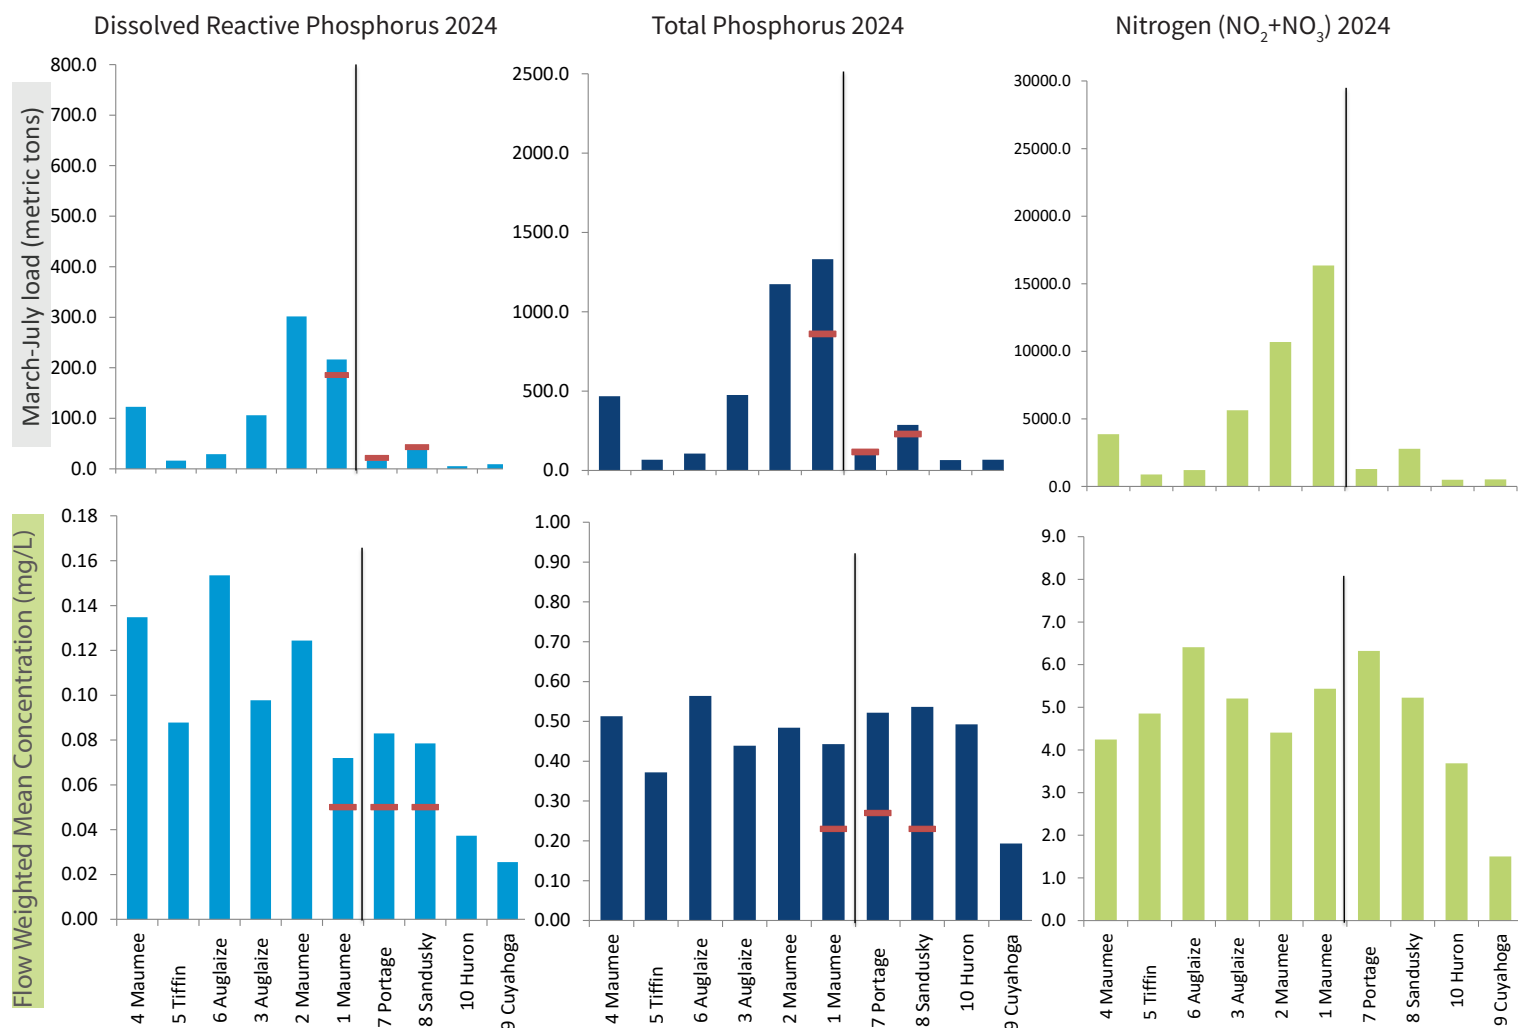 Dissolved Reactive Phosphorus 2024
Total Phosphorus 2024
Nitrogen (NO₂+NO₃) 2024
March-July load (metric tons)
800.0
700.0
600.0
500.0
400.0
300.0
200.0
100.0
0.0
2500.0
2000.0
1500.0
1000.0
500.0
0.0
30000.0
25000.0
20000.0
15000.0
10000.0
5000.0
0.0
Flow Weighted Mean Concentration (mg/L)
0.18
0.16
0.14
0.12
0.10
0.08
0.06
0.04
0.02
0.00
4 Maumee
5 Tiffin
6 Auglaize
3 Auglaize
2 Maumee
1 Maumee
7 Portage
8 Sandusky
10 Huron
9 Cuyahoga
1.00
0.90
0.80
0.70
0.60
0.50
0.40
0.30
0.20
0.10
0.00
4 Maumee
5 Tiffin
6 Auglaize
3 Auglaize
2 Maumee
1 Maumee
7 Portage
8 Sandusky
10 Huron
9 Cuyahoga
9.0
8.0
7.0
6.0
5.0
4.0
3.0
2.0
1.0
0.0
4 Maumee
5 Tiffin
6 Auglaize
3 Auglaize
2 Maumee
1 Maumee
7 Portage
8 Sandusky
10 Huron
9 Cuyahoga